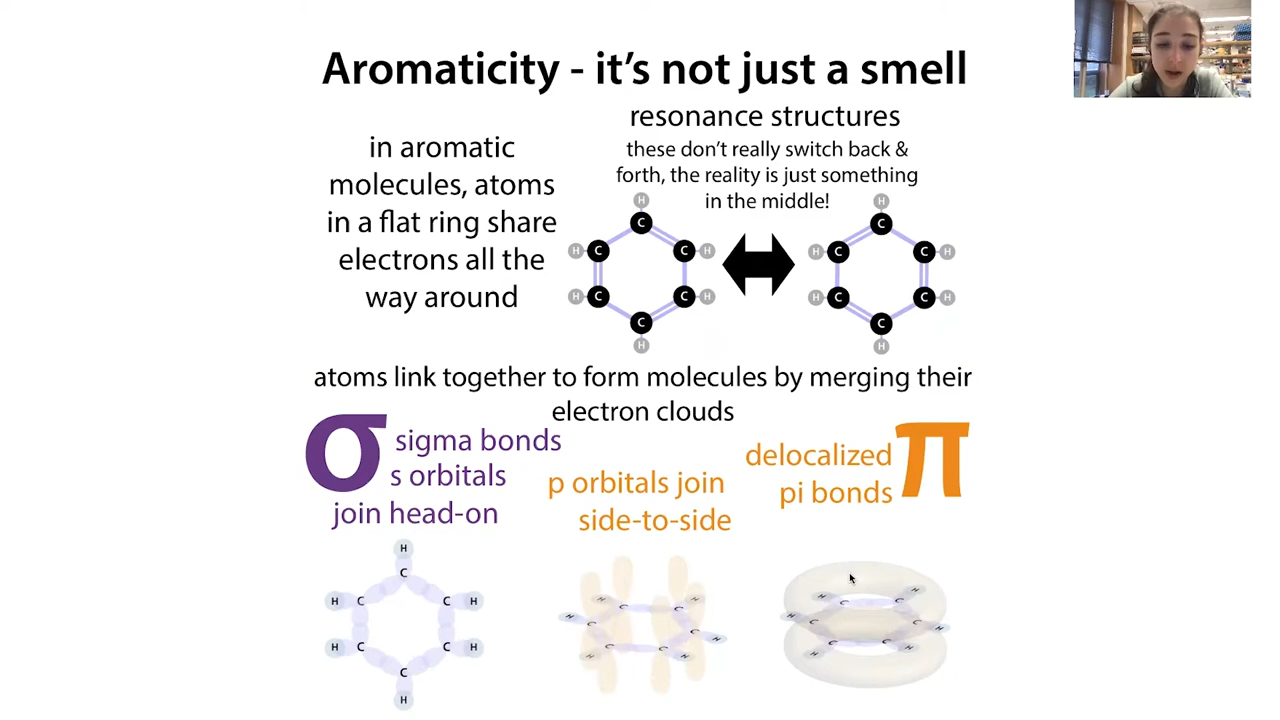 Aromaticity - it's not just a smell
in aromatic
molecules, atoms
in a flat ring share
electrons all the
way around
resonance structures
these don't really switch back &
forth, the reality is just something
in the middle!
H
H C C C H
H C C C H
H
H
H C C C H
H C C C H
H
atoms link together to form molecules by merging their
electron clouds
σ
sigma bonds
s orbitals
join head-on
p orbitals join
side-to-side
delocalized
pi bonds
π
H
C
H C C H
H C C H
C
H
H C C H
H C C H
H C C H
H C C H
H C C H
H C C H